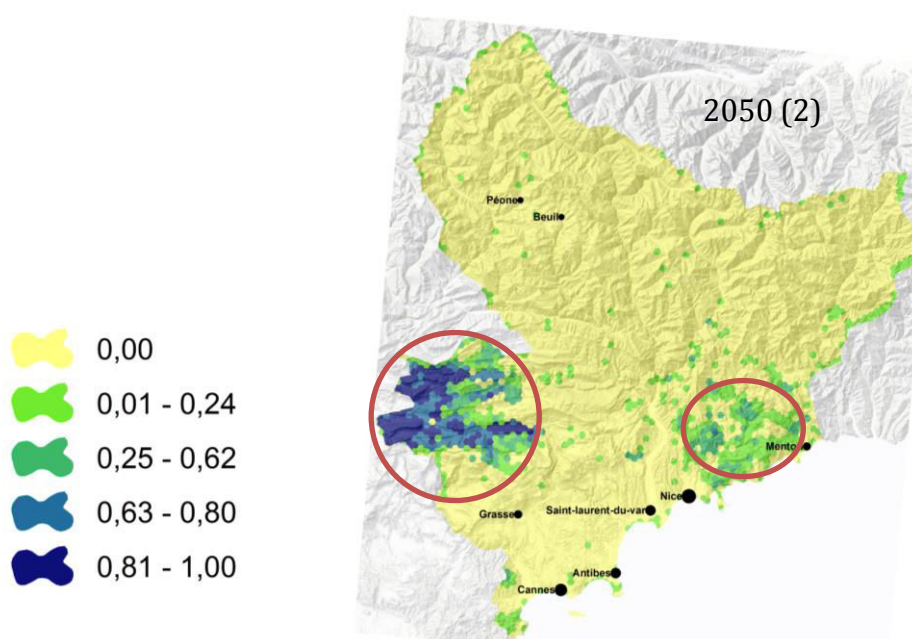 2050 (2)
Péone
Beuil
0,00
0,01 - 0,24
0,25 - 0,62
0,63 - 0,80
0,81 - 1,00
Mento
Nice
Saint-laurent-du-var
Grasse
Antibes
Cannes